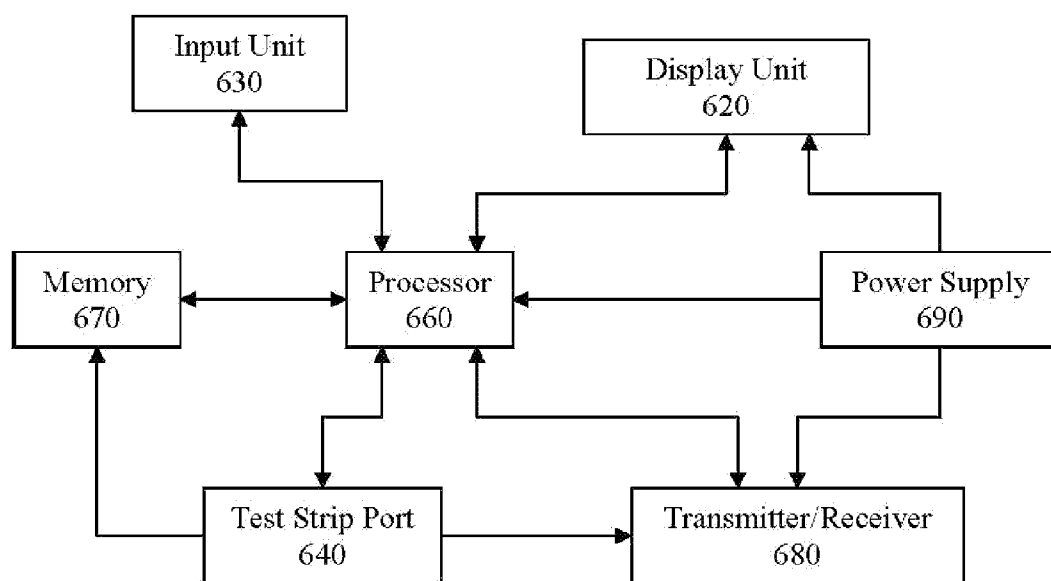 Input Unit
630
Display Unit
620
Memory
670
Processor
660
Power Supply
690
Test Strip Port
640
Transmitter/Receiver
680